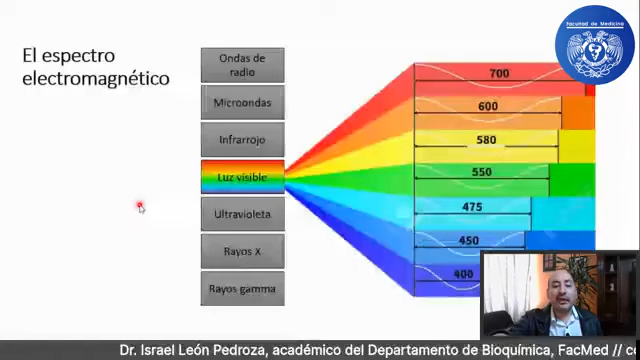 El espectro
electromagnético
Ondas de
radio
Microondas
Infrarrojo
Luz visible
Ultravioleta
Rayos X
Rayos gamma
700
600
580
550
475
450
400
Facultad de Medicina
Dr. Israel León Pedroza, académico del Departamento de Bioquímica, FacMed // co